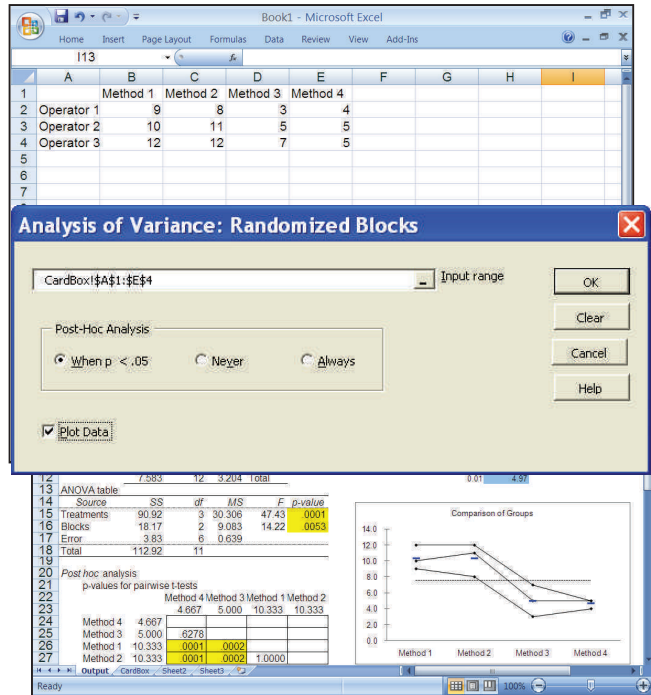 Book1 - Microsoft Excel
Home Insert Page Layout Formulas Data Review View Add-Ins
I13 fx
A B C D E F G H I
1 Method 1 Method 2 Method 3 Method 4
2 Operator 1 9 8 3 4
3 Operator 2 10 11 5 5
4 Operator 3 12 12 7 5
5
6
7
Analysis of Variance: Randomized Blocks
CardBox!$A$1:$E$4
Input range
OK
Clear
Cancel
Help
Post-Hoc Analysis
When p < .05 Never Always
Plot Data
12 7.583 12 3.204 Total 0.01 4.97
13 ANOVA table
14 Source SS df MS F p-value
15 Treatments 90.92 3 30.306 47.43 .0001
16 Blocks 18.17 2 9.083 14.22 .0053
17 Error 3.83 6 0.639
18 Total 112.92 11
19
20 Post hoc analysis
21 p-values for pairwise t-tests
22 Method 4 Method 3 Method 1 Method 2
23 4.667 5.000 10.333 10.333
24 Method 4 4.667
25 Method 3 5.000 .6278
26 Method 1 10.333 .0001 .0002
27 Method 2 10.333 .0001 .0002 1.0000
Comparison of Groups
14.0
12.0
10.0
8.0
6.0
4.0
2.0
0.0
Method 1 Method 2 Method 3 Method 4
Output CardBox Sheet2 Sheet3
Ready 100%